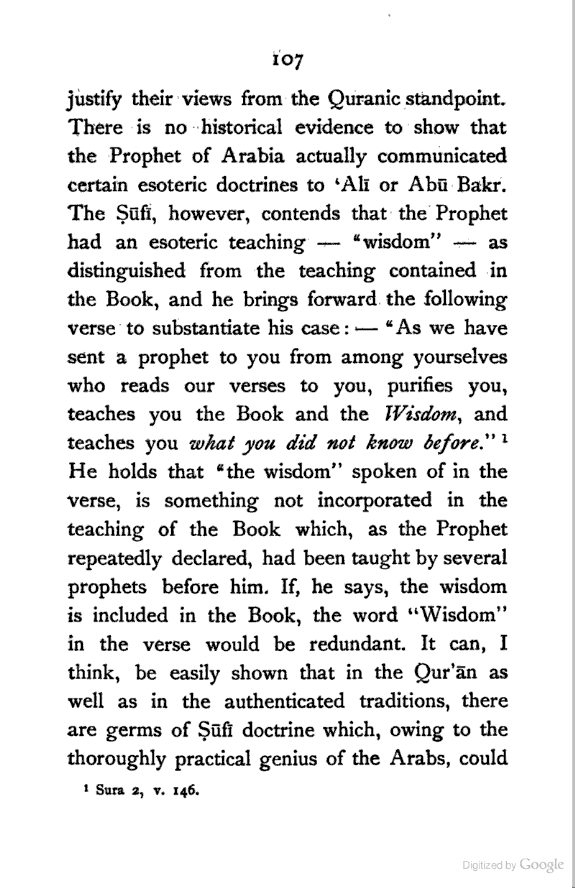 107
justify their views from the Quranic standpoint.
There is no historical evidence to show that
the Prophet of Arabia actually communicated
certain esoteric doctrines to ‘Alī or Abū Bakr.
The Ṣūfī, however, contends that the Prophet
had an esoteric teaching — “wisdom” — as
distinguished from the teaching contained in
the Book, and he brings forward the following
verse to substantiate his case: — “As we have
sent a prophet to you from among yourselves
who reads our verses to you, purifies you,
teaches you the Book and the Wisdom, and
teaches you what you did not know before.” ¹
He holds that “the wisdom” spoken of in the
verse, is something not incorporated in the
teaching of the Book which, as the Prophet
repeatedly declared, had been taught by several
prophets before him. If, he says, the wisdom
is included in the Book, the word “Wisdom”
in the verse would be redundant. It can, I
think, be easily shown that in the Qur’ān as
well as in the authenticated traditions, there
are germs of Ṣūfī doctrine which, owing to the
thoroughly practical genius of the Arabs, could
¹ Sura 2, v. 146.
Digitized by Google